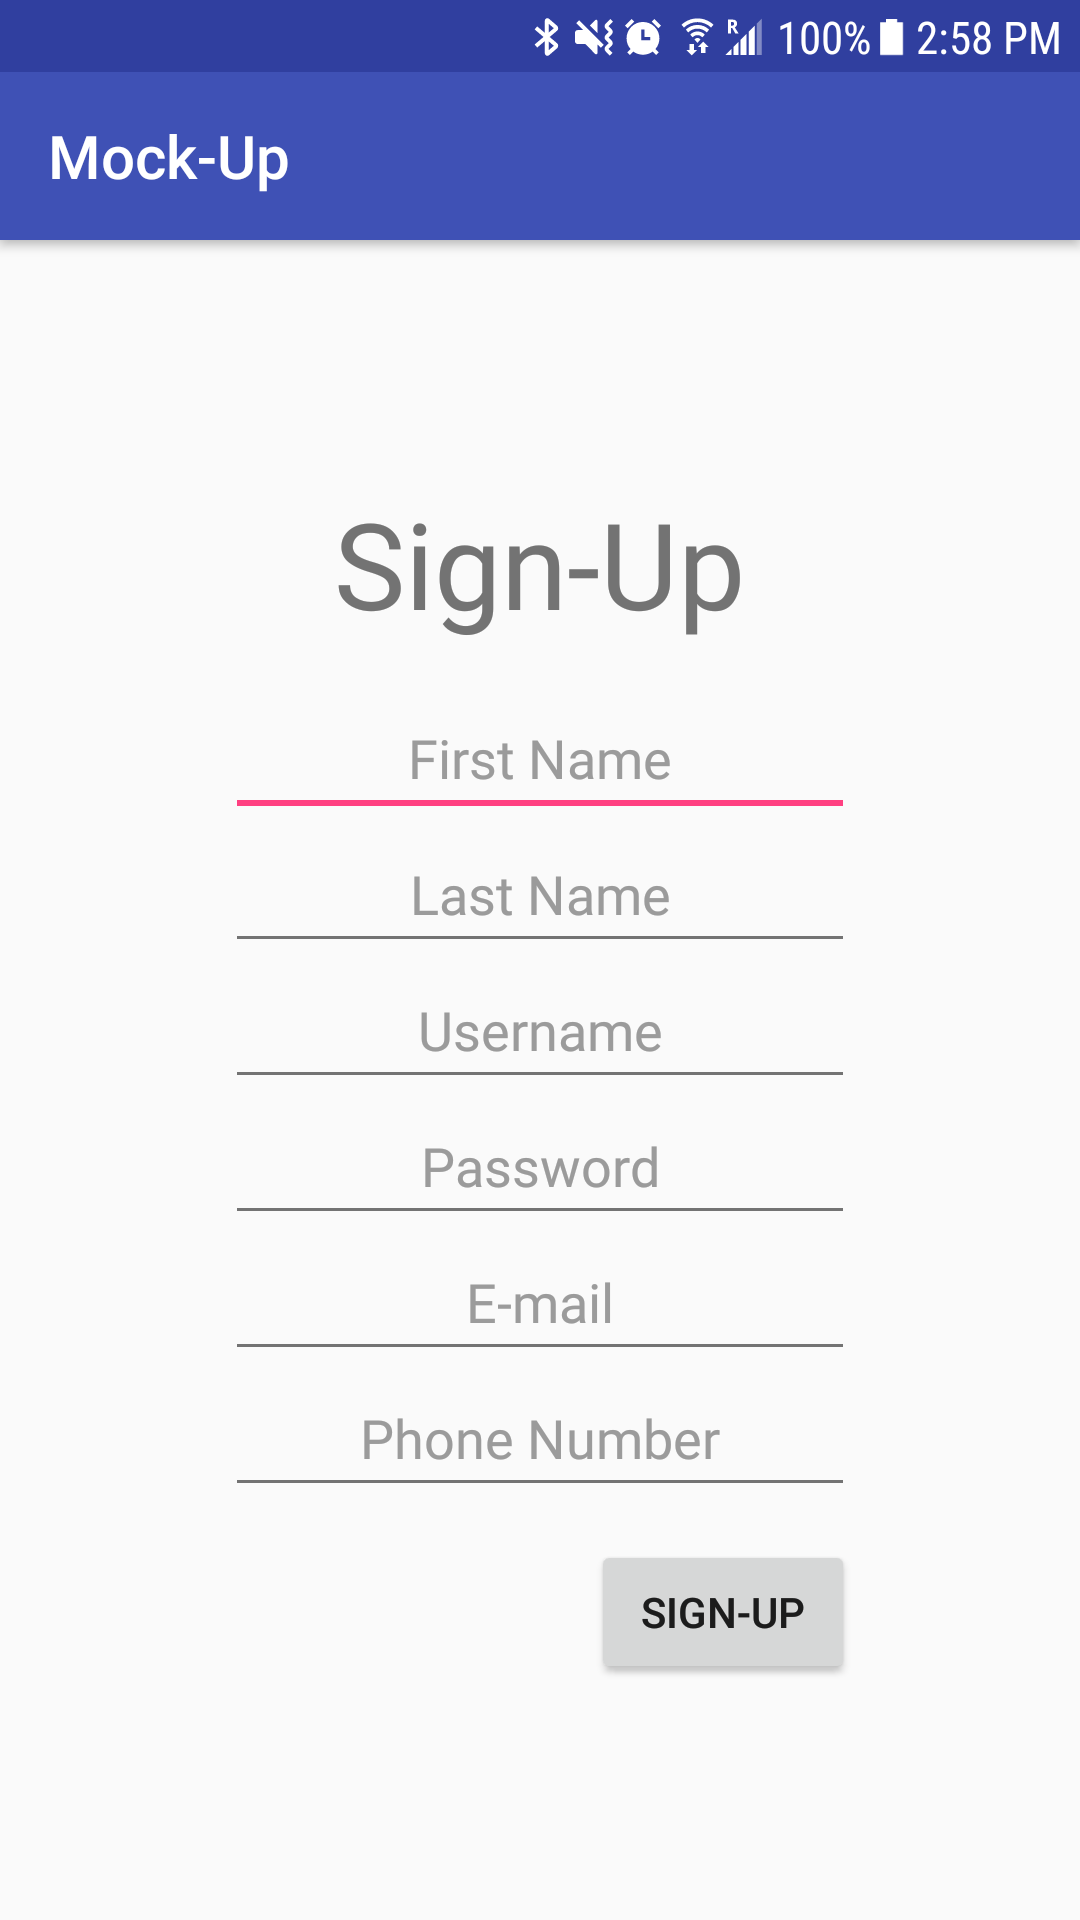 R 100% 2:58 PM
Mock-Up
Sign-Up
First Name
Last Name
Username
Password
E-mail
Phone Number
SIGN-UP